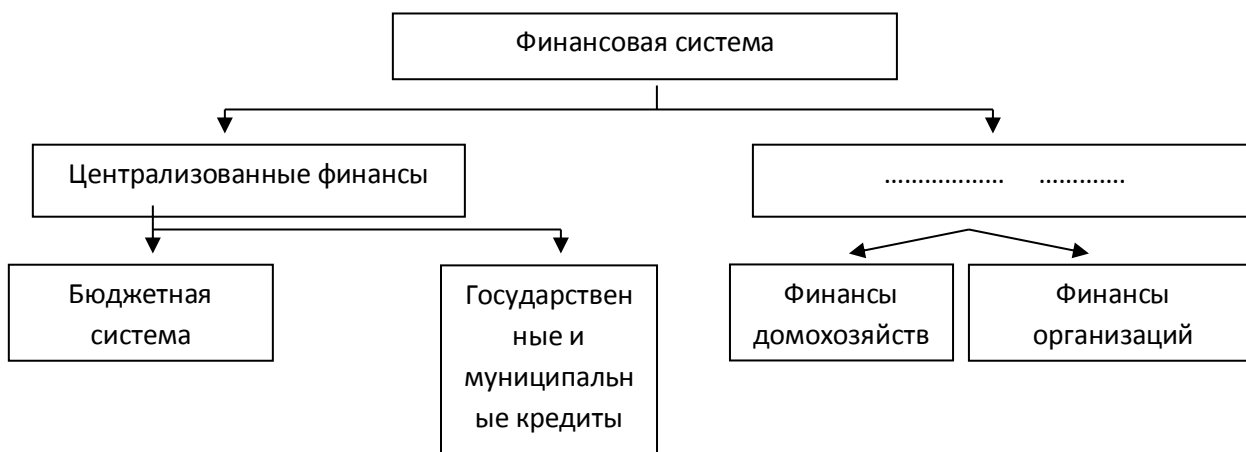 Финансовая система
Централизованные финансы
.................. .............
Бюджетная
система
Государствен
ные и
муниципальн
ые кредиты
Финансы
домохозяйств
Финансы
организаций